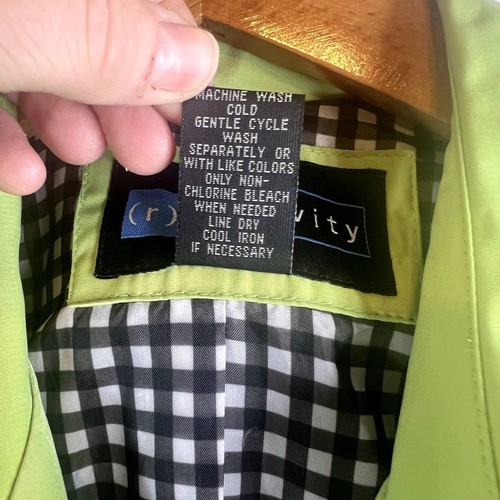 MACHINE WASH
COLD
GENTLE CYCLE
WASH
SEPARATELY OR
WITH LIKE COLORS
ONLY NON-
CHLORINE BLEACH
WHEN NEEDED
LINE DRY
COOL IRON
IF NECESSARY
(r) vity